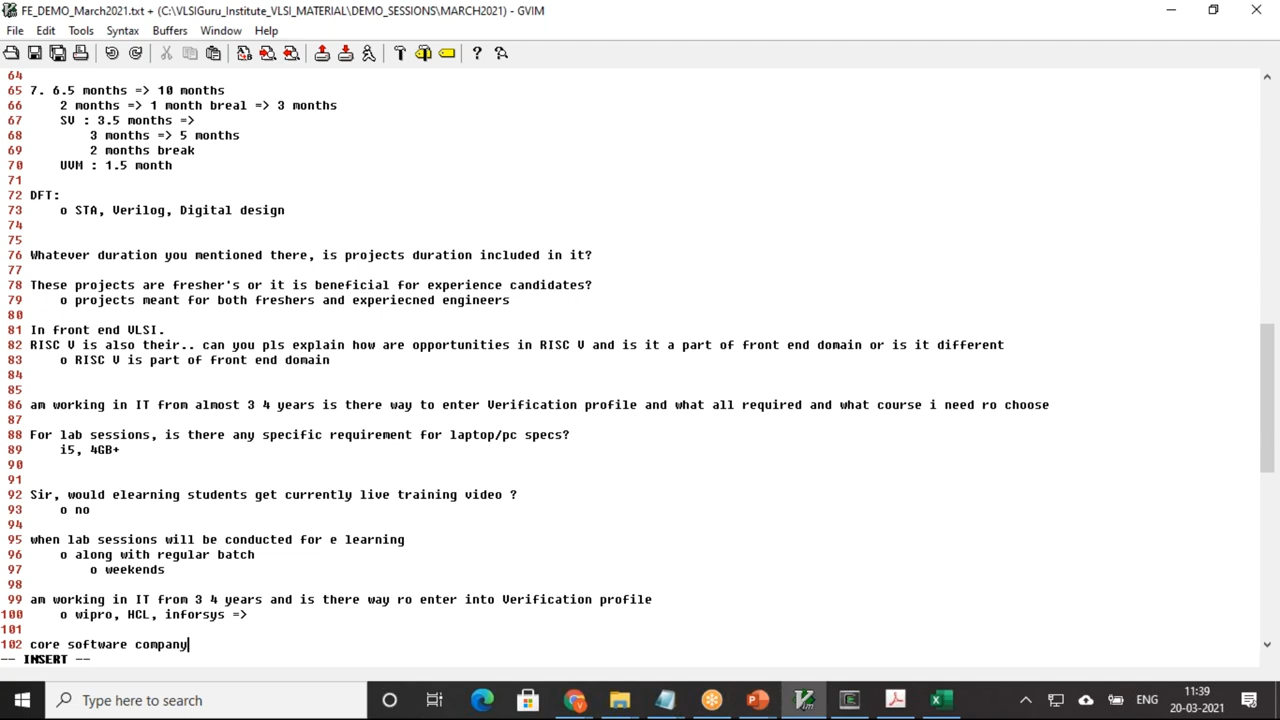 FE_DEMO_March2021.txt + (C:\VLSIGuru_Institute_VLSI_MATERIAL\DEMO_SESSIONS\MARCH2021) - GVIM
File Edit Tools Syntax Buffers Window Help
64
65 7. 6.5 months => 10 months
66 2 months => 1 month breal => 3 months
67 SV : 3.5 months =>
68 3 months => 5 months
69 2 months break
70 UVM : 1.5 month
71
72 DFT:
73 o STA, Verilog, Digital design
74
75
76 Whatever duration you mentioned there, is projects duration included in it?
77
78 These projects are fresher's or it is beneficial for experience candidates?
79 o projects meant for both freshers and experiecned engineers
80
81 In front end VLSI.
82 RISC V is also their.. can you pls explain how are opportunities in RISC V and is it a part of front end domain or is it different
83 o RISC V is part of front end domain
84
85
86 am working in IT from almost 3 4 years is there way to enter Verification profile and what all required and what course i need ro choose
87
88 For lab sessions, is there any specific requirement for laptop/pc specs?
89 i5, 4GB+
90
91
92 Sir, would elearning students get currently live training video ?
93 o no
94
95 when lab sessions will be conducted for e learning
96 o along with regular batch
97 o weekends
98
99 am working in IT from 3 4 years and is there way ro enter into Verification profile
100 o wipro, HCL, inforsys =>
101
102 core software company
-- INSERT --
Type here to search
ENG
11:39
20-03-2021